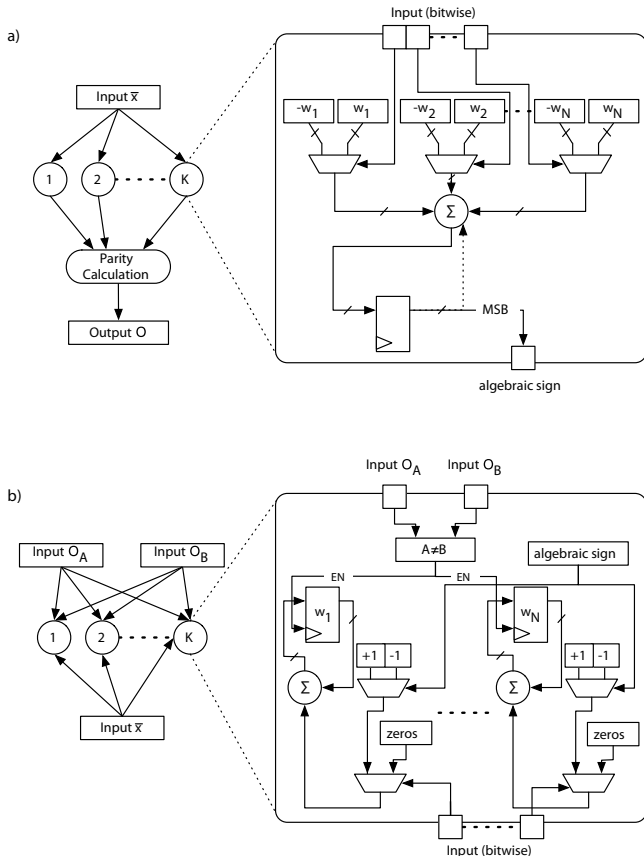 a)
Input (bitwise)
Input x̅
-w1 w1 -w2 w2 -wN wN
1 2 K
Σ
Parity
Calculation
MSB
Output O
algebraic sign
b)
Input OA Input OB
Input OA Input OB
A≠B
algebraic sign
EN EN
w1 wN
1 2 K
+1 -1 +1 -1
Σ Σ
Input x̅
zeros zeros
Input (bitwise)